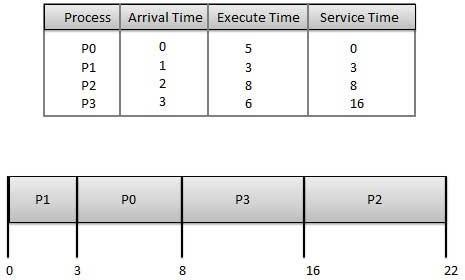 Process Arrival Time Execute Time Service Time
P0 0 5 0
P1 1 3 3
P2 2 8 8
P3 3 6 16
P1 P0 P3 P2
0 3 8 16 22